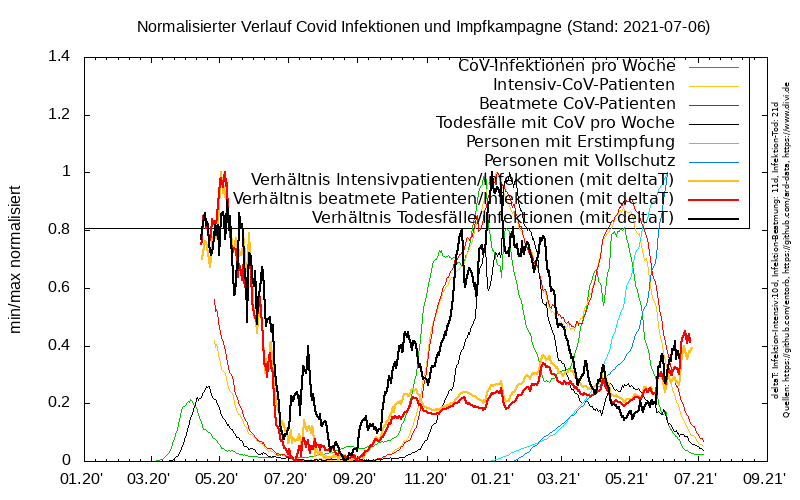 Normalisierter Verlauf Covid Infektionen und Impfkampagne (Stand: 2021-07-06)
min/max normalisiert
1.4
1.2
1
0.8
0.6
0.4
0.2
0
CoV-Infektionen pro Woche
Intensiv-CoV-Patienten
Beatmete CoV-Patienten
Todesfälle mit CoV pro Woche
Personen mit Erstimpfung
Personen mit Vollschutz
Verhältnis Intensivpatienten/Infektionen (mit deltaT)
Verhältnis beatmete Patienten/Infektionen (mit deltaT)
Verhältnis Todesfälle/Infektionen (mit deltaT)
01.20'
03.20'
05.20'
07.20'
09.20'
11.20'
01.21'
03.21'
05.21'
07.21'
09.21'
deltaT: Infektion-Intensiv:10d, Infektion-Beatmung: 11d, Infektion-Tod: 21d
Quellen: https://github.com/entorb, https://github.com/ard-data, https://www.divi.de